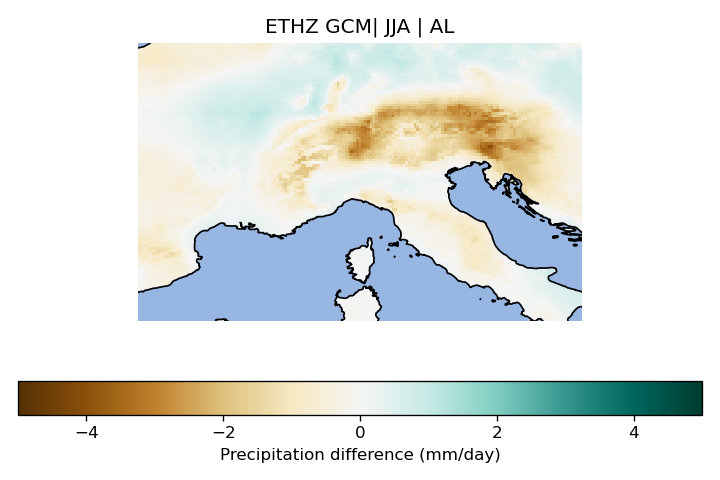 ETHZ GCM| JJA | AL
−4 −2 0 2 4
Precipitation difference (mm/day)